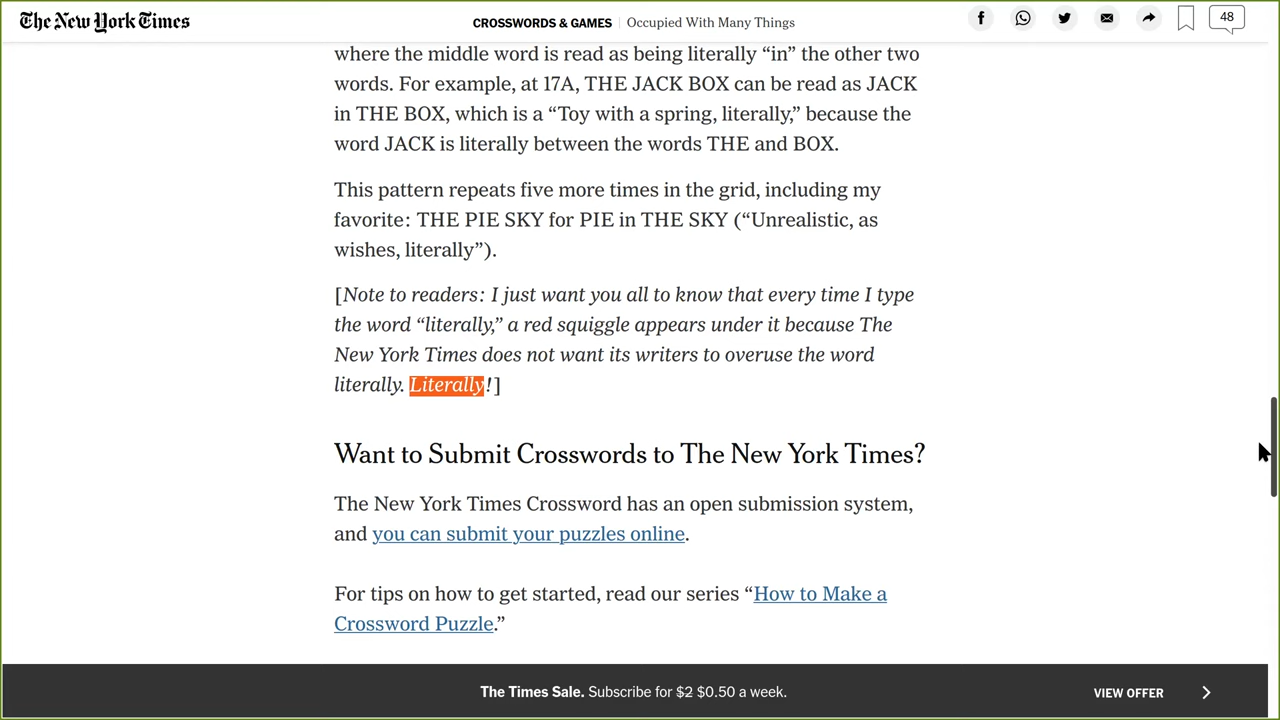 The New York Times
CROSSWORDS & GAMES | Occupied With Many Things
48
where the middle word is read as being literally “in” the other two
words. For example, at 17A, THE JACK BOX can be read as JACK
in THE BOX, which is a “Toy with a spring, literally,” because the
word JACK is literally between the words THE and BOX.
This pattern repeats five more times in the grid, including my
favorite: THE PIE SKY for PIE in THE SKY (“Unrealistic, as
wishes, literally”).
[Note to readers: I just want you all to know that every time I type
the word “literally,” a red squiggle appears under it because The
New York Times does not want its writers to overuse the word
literally. Literally!]
Want to Submit Crosswords to The New York Times?
The New York Times Crossword has an open submission system,
and you can submit your puzzles online.
For tips on how to get started, read our series “How to Make a
Crossword Puzzle.”
The Times Sale. Subscribe for $2 $0.50 a week.
VIEW OFFER